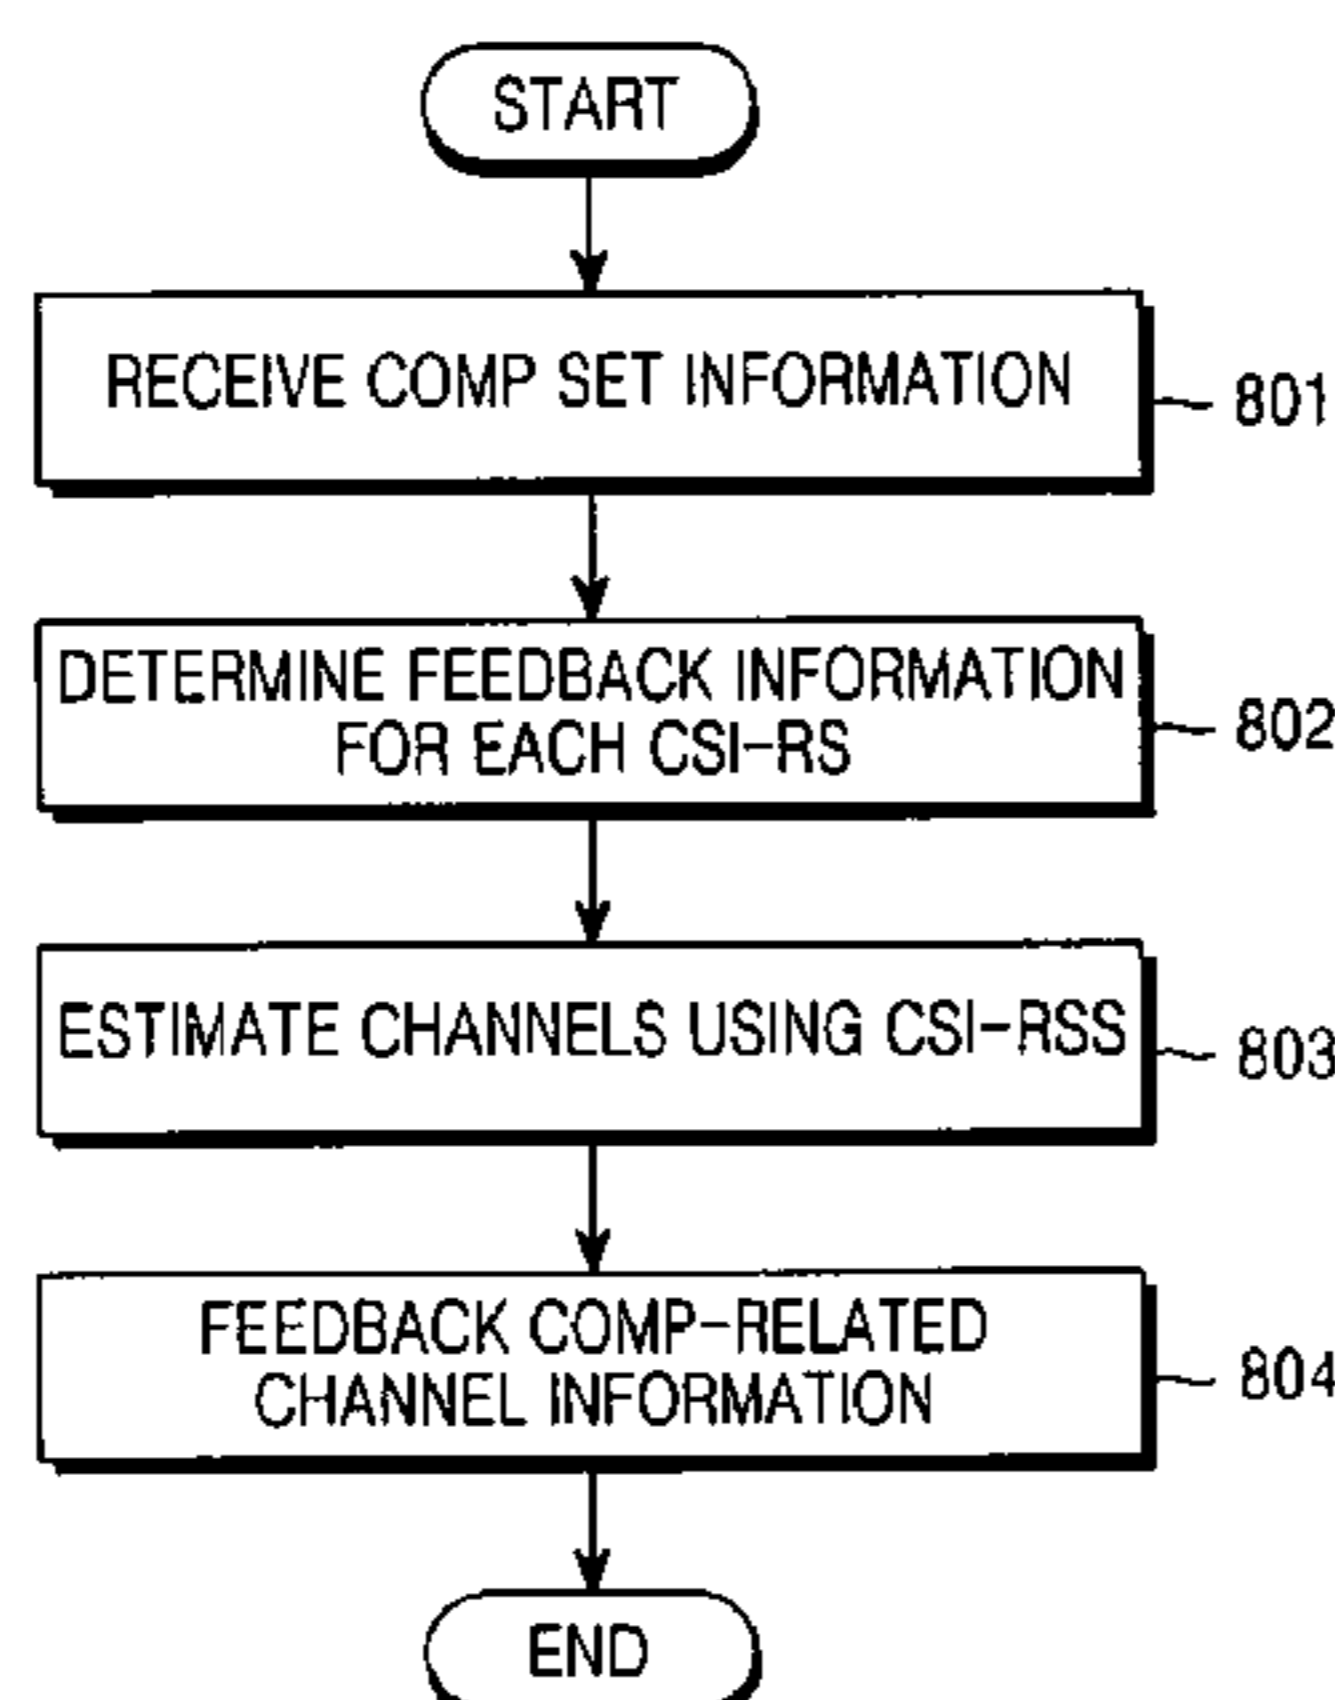 START
RECEIVE COMP SET INFORMATION
801
DETERMINE FEEDBACK INFORMATION
FOR EACH CSI-RS
802
ESTIMATE CHANNELS USING CSI-RSS
803
FEEDBACK COMP-RELATED
CHANNEL INFORMATION
804
END